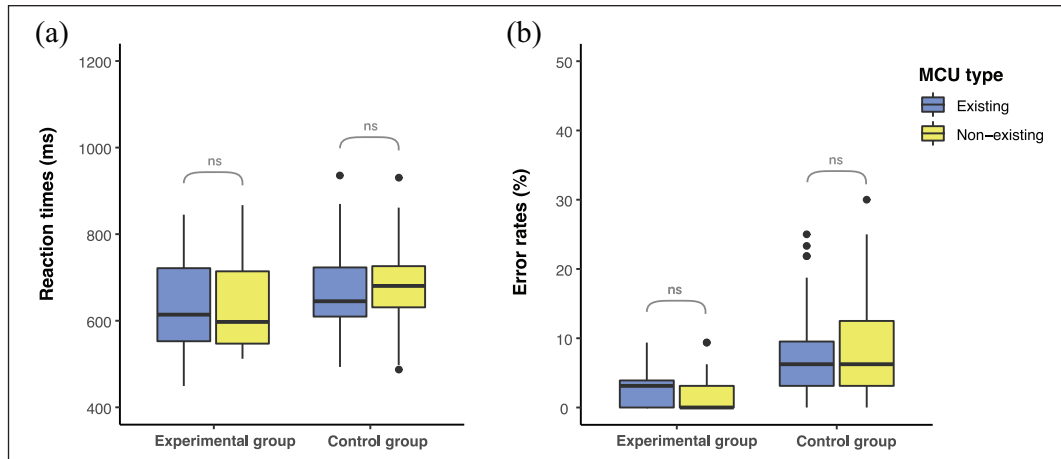 (a)
1200
1000
800
600
400
Reaction times (ms)
ns
ns
Experimental group
Control group
(b)
50
40
30
20
10
0
Error rates (%)
ns
ns
Experimental group
Control group
MCU type
Existing
Non−existing